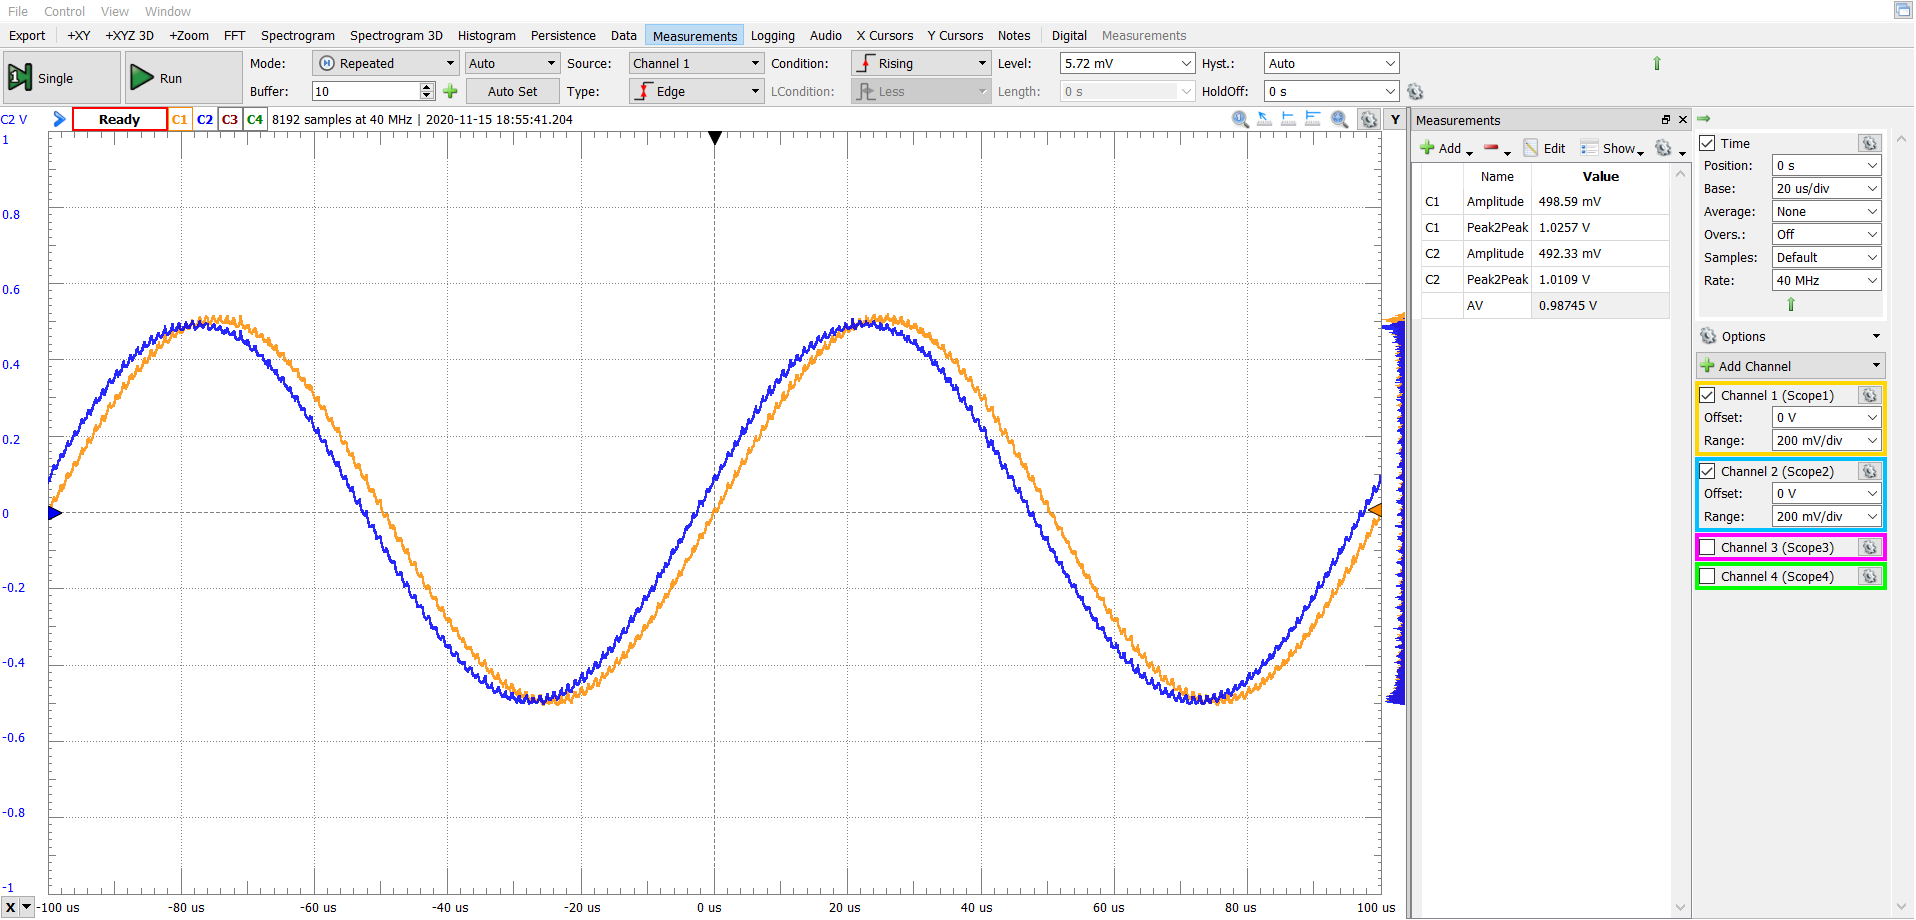 File Control View Window
Export +XY +XYZ 3D +Zoom FFT Spectrogram Spectrogram 3D Histogram Persistence Data Measurements Logging Audio X Cursors Y Cursors Notes Digital Measurements
1 Single Run Mode: Repeated Auto Source: Channel 1 Condition: Rising Level: 5.72 mV Hyst.: Auto
Buffer: 10 Auto Set Type: Edge LCondition: Less Length: 0 s HoldOff: 0 s
C2 V Ready C1 C2 C3 C4 8192 samples at 40 MHz | 2020-11-15 18:55:41.204 Y
1
0.8
0.6
0.4
0.2
0
-0.2
-0.4
-0.6
-0.8
-1
X -100 us -80 us -60 us -40 us -20 us 0 us 20 us 40 us 60 us 80 us 100 us
Measurements
Add Edit Show
Name Value
C1 Amplitude 498.59 mV
C1 Peak2Peak 1.0257 V
C2 Amplitude 492.33 mV
C2 Peak2Peak 1.0109 V
AV 0.98745 V
Time
Position: 0 s
Base: 20 us/div
Average: None
Overs.: Off
Samples: Default
Rate: 40 MHz
Options
Add Channel
Channel 1 (Scope1)
Offset: 0 V
Range: 200 mV/div
Channel 2 (Scope2)
Offset: 0 V
Range: 200 mV/div
Channel 3 (Scope3)
Channel 4 (Scope4)